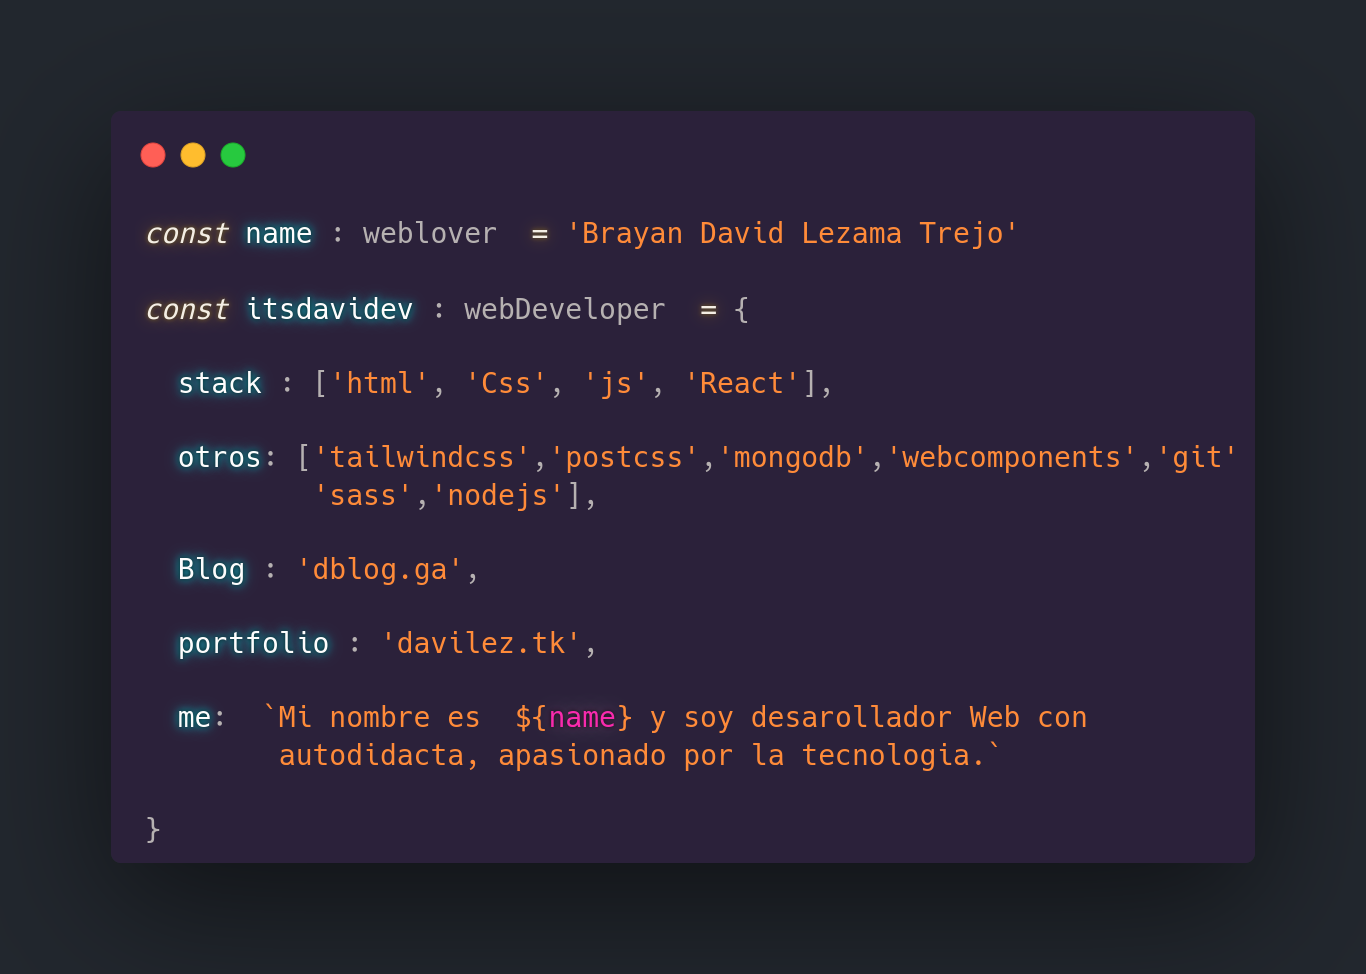 const name : weblover  = 'Brayan David Lezama Trejo'
const itsdavidev : webDeveloper  = {
stack : ['html', 'Css', 'js', 'React'],
otros: ['tailwindcss','postcss','mongodb','webcomponents','git'
'sass','nodejs'],
Blog : 'dblog.ga',
portfolio : 'davilez.tk',
me:  `Mi nombre es  ${name} y soy desarollador Web con
autodidacta, apasionado por la tecnologia.`
}